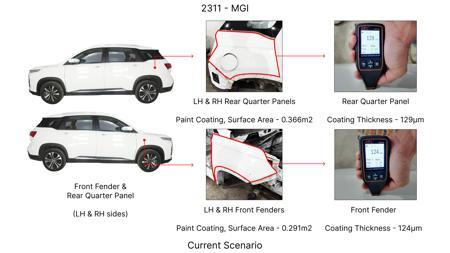 2311 - MGI
LH & RH Rear Quarter Panels
Rear Quarter Panel
Paint Coating, Surface Area - 0.366m2
Coating Thickness - 129μm
Front Fender &
Rear Quarter Panel
(LH & RH sides)
LH & RH Front Fenders
Front Fender
Paint Coating, Surface Area - 0.291m2
Coating Thickness - 124μm
Current Scenario